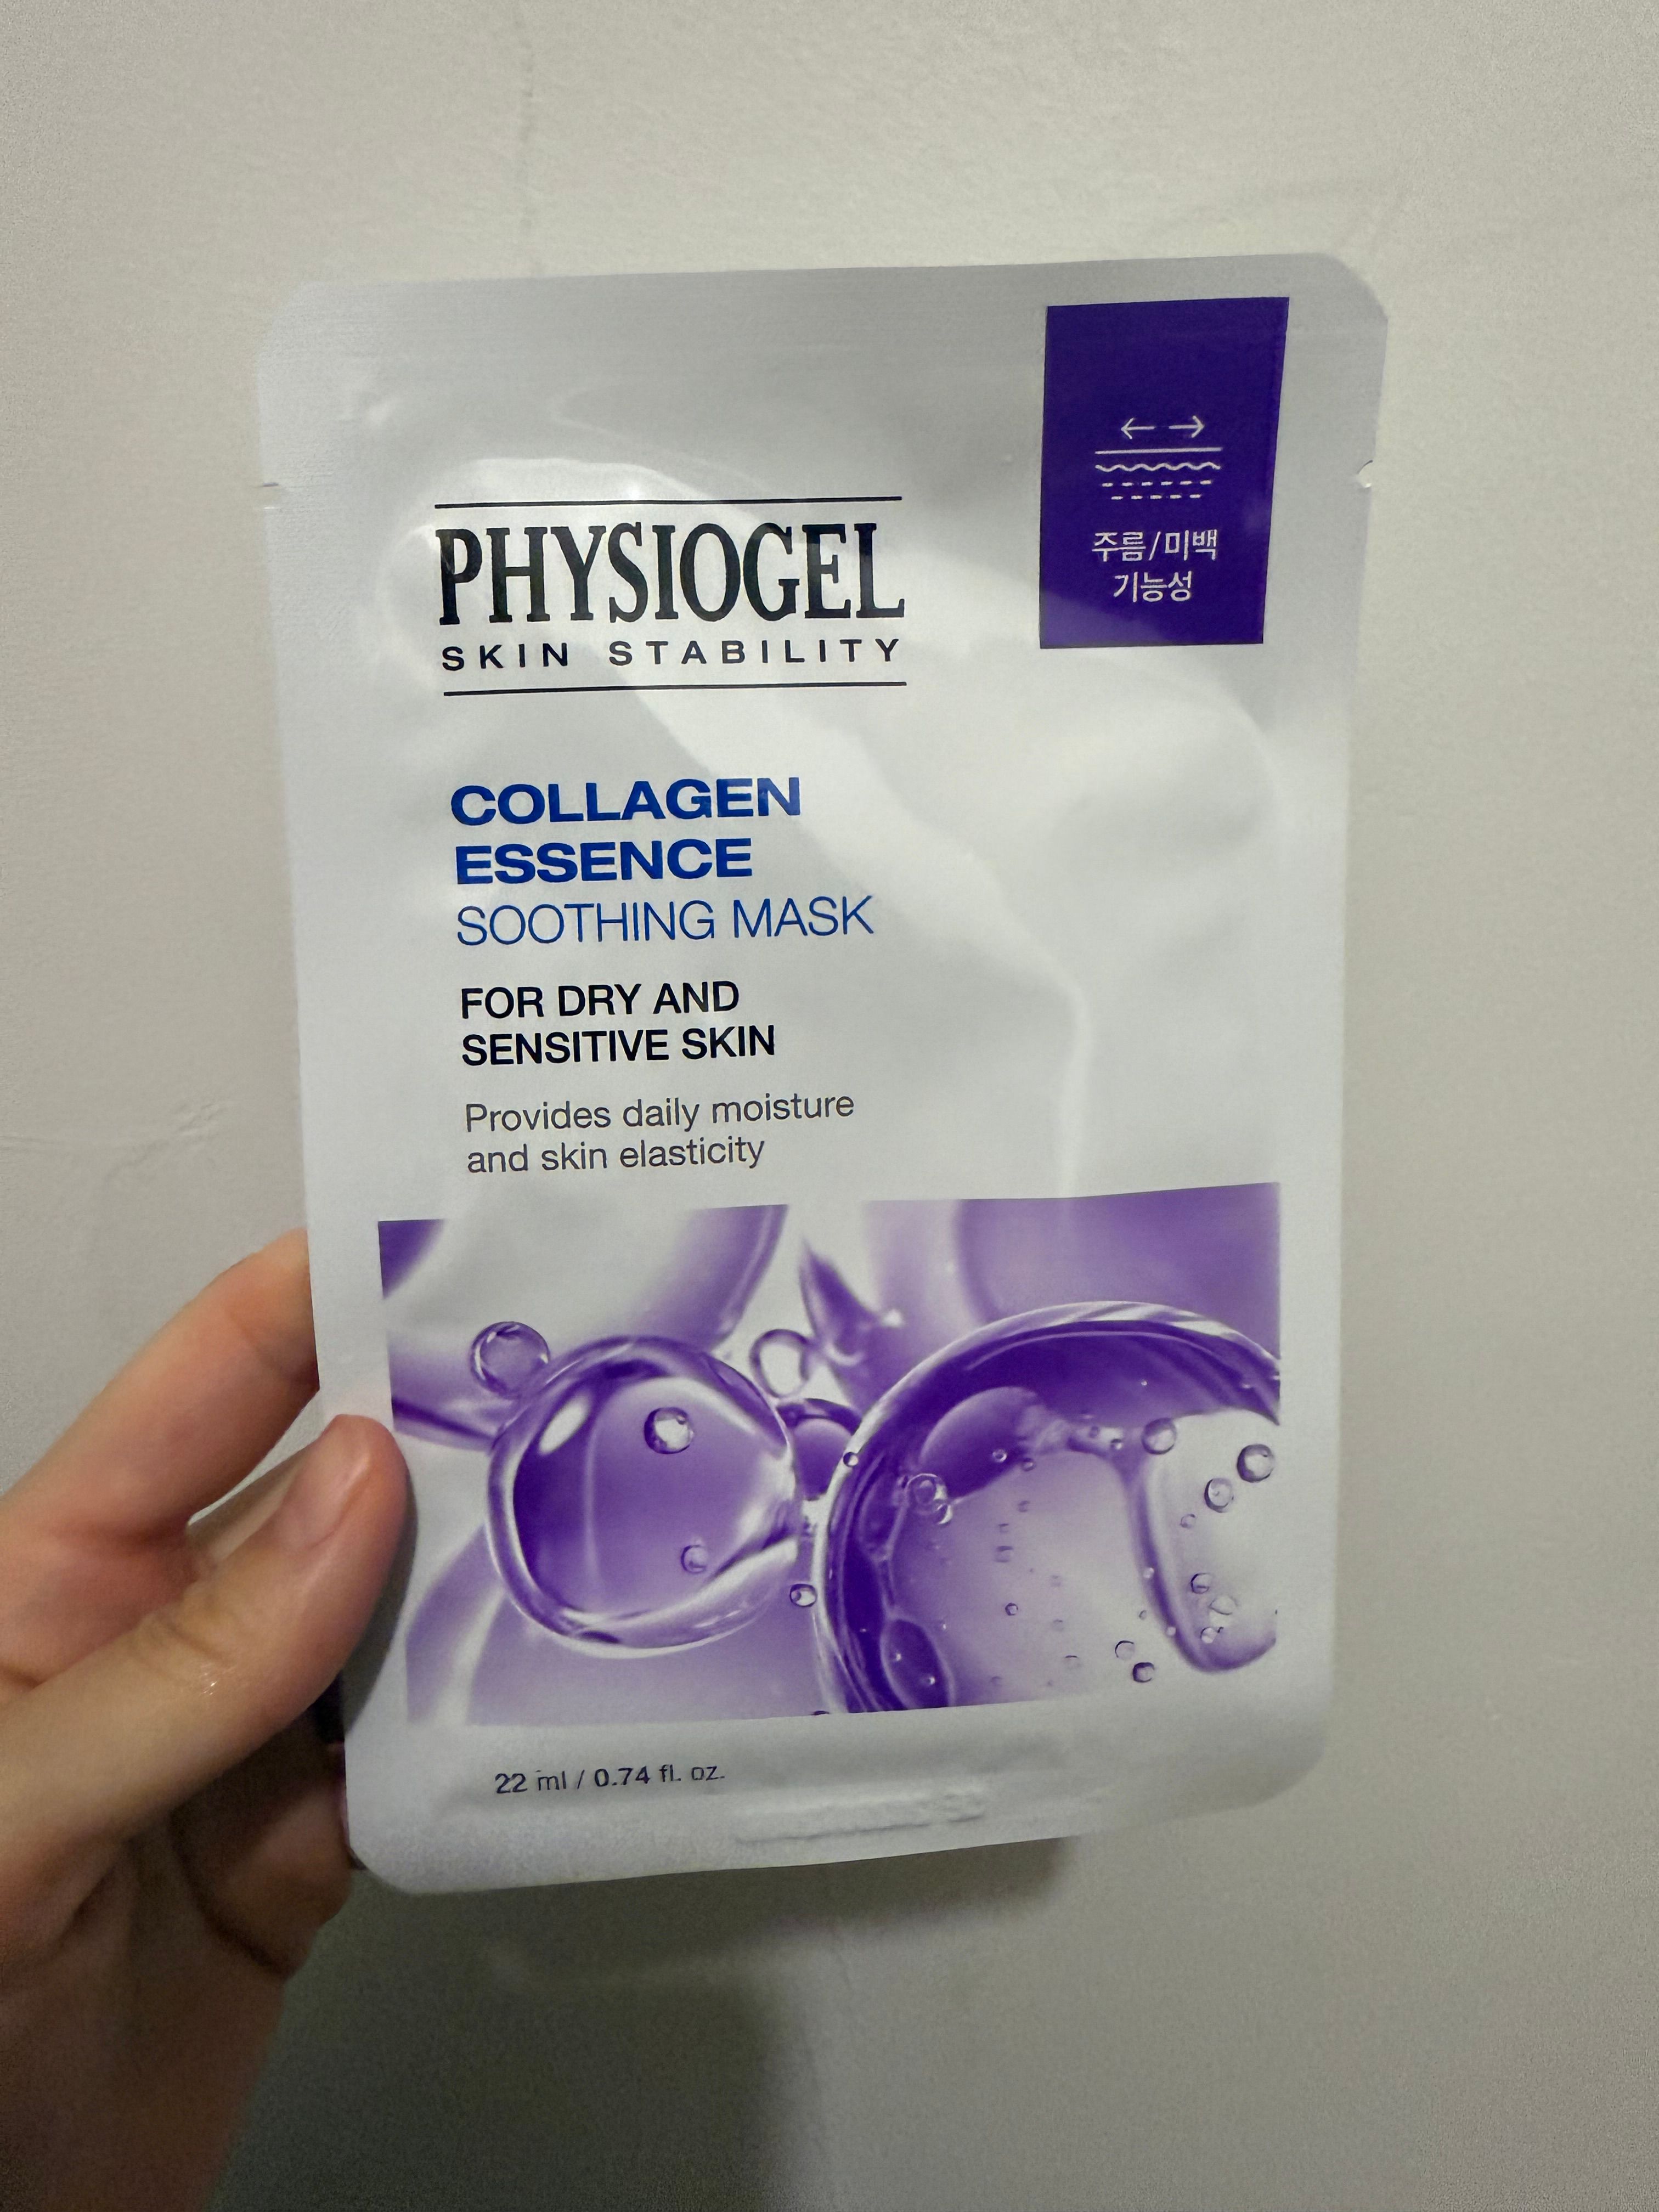 PHYSIOGEL
SKIN STABILITY
주름/미백
기능성
COLLAGEN
ESSENCE
SOOTHING MASK
FOR DRY AND
SENSITIVE SKIN
Provides daily moisture
and skin elasticity
22 ml / 0.74 fl. oz.